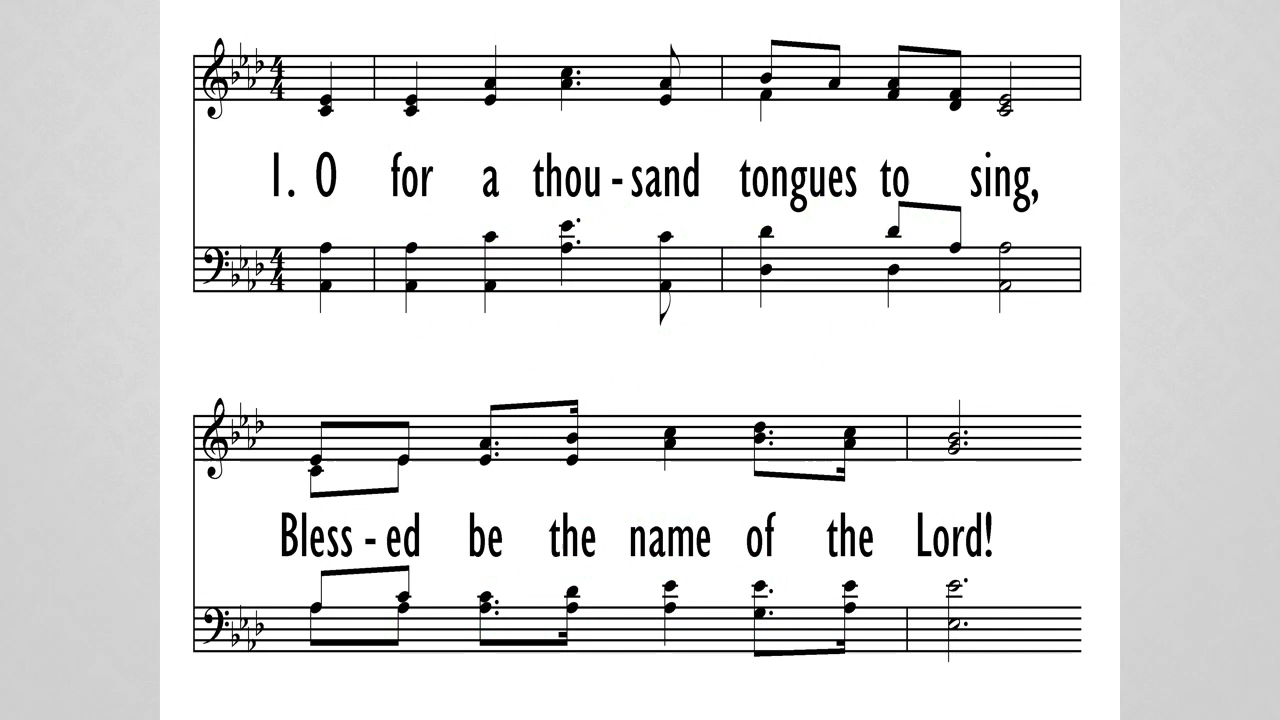 1. O for a thou - sand tongues to sing,
Bless - ed be the name of the Lord!